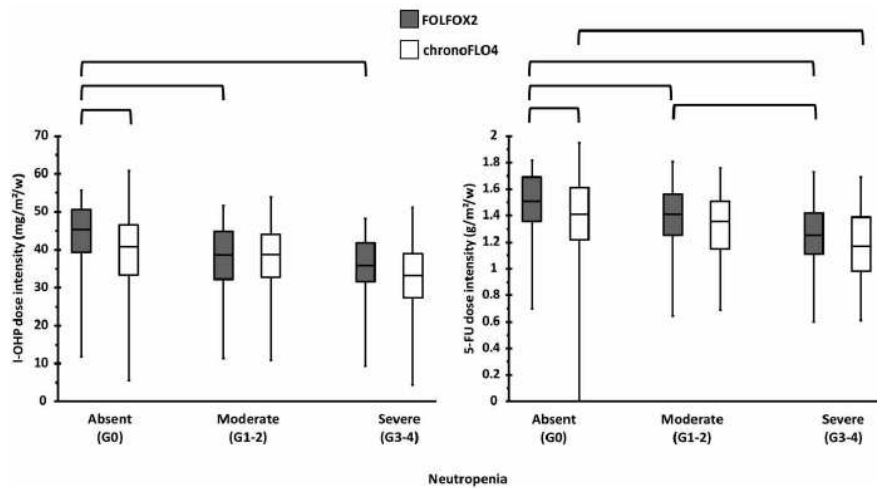 FOLFOX2
chronoFLO4
l-OHP dose intensity (mg/m²/w)
70
60
50
40
30
20
10
0
Absent
(G0)
Moderate
(G1-2)
Severe
(G3-4)
5-FU dose intensity (g/m²/w)
2
1.8
1.6
1.4
1.2
1
0.8
0.6
0.4
0.2
0
Absent
(G0)
Moderate
(G1-2)
Severe
(G3-4)
Neutropenia